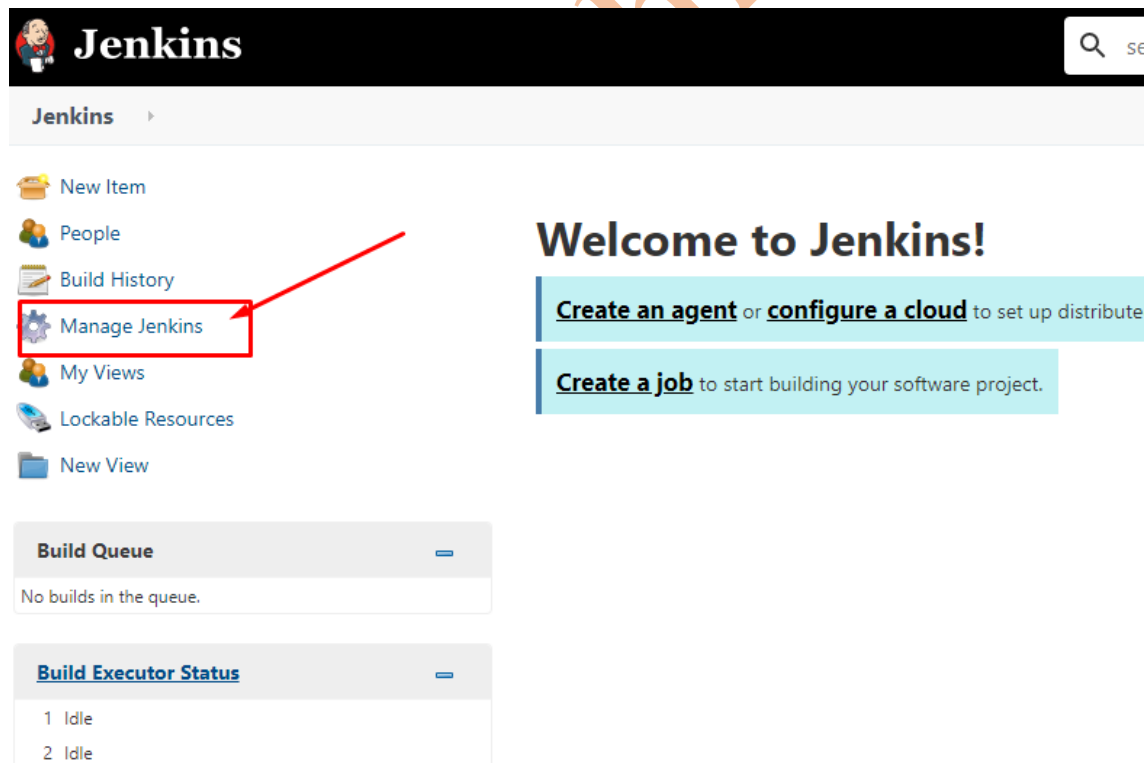 Jenkins
se
Jenkins
New Item
People
Build History
Manage Jenkins
My Views
Lockable Resources
New View
Welcome to Jenkins!
Create an agent or configure a cloud to set up distribute
Create a job to start building your software project.
Build Queue
No builds in the queue.
Build Executor Status
1 Idle
2 Idle